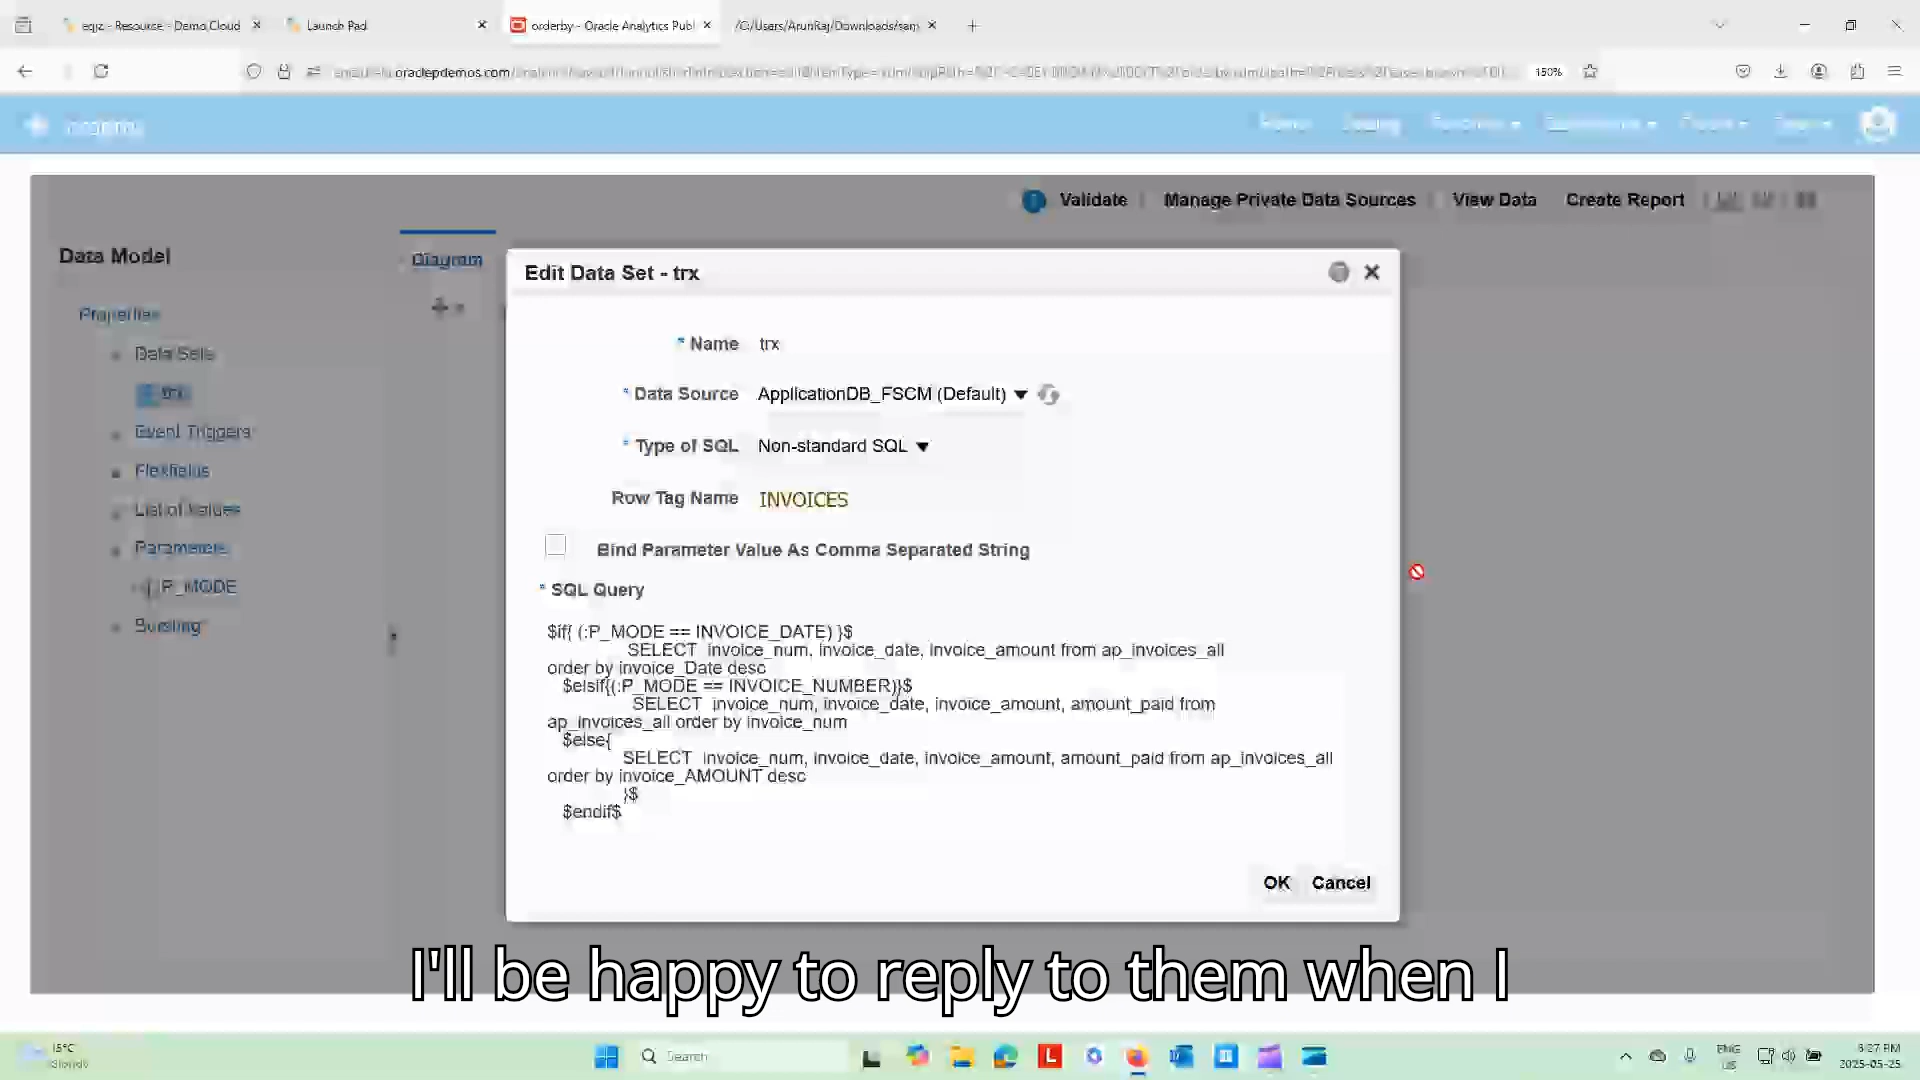 eqjz - Resource - Demo Cloud
Launch Pad
orderby - Oracle Analytics Publ
/C:/Users/ArunRaj/Downloads/sam
oraclepdemos.com
150%
Validate
Manage Private Data Sources
View Data
Create Report
Data Model
Diagram
Properties
Data Sets
trx
Event Triggers
Flexfields
List of Values
Parameters
P_MODE
Bursting
Edit Data Set - trx
* Name trx
* Data Source ApplicationDB_FSCM (Default)
* Type of SQL Non-standard SQL
Row Tag Name INVOICES
Bind Parameter Value As Comma Separated String
* SQL Query
$if{ (:P_MODE == INVOICE_DATE) }$
SELECT invoice_num, invoice_date, invoice_amount from ap_invoices_all
order by invoice_Date desc
$elsif{(:P_MODE == INVOICE_NUMBER)}$
SELECT invoice_num, invoice_date, invoice_amount, amount_paid from
ap_invoices_all order by invoice_num
$else{
SELECT invoice_num, invoice_date, invoice_amount, amount_paid from ap_invoices_all
order by invoice_AMOUNT desc
}$
$endif$
OK Cancel
I'll be happy to reply to them when I
15°C
Search
ENG
US
2025-05-25